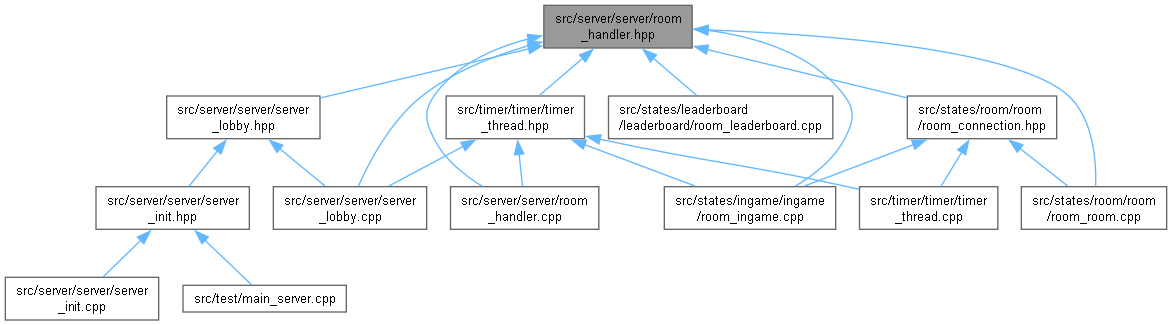 src/server/server/room
_handler.hpp
src/server/server/server
_lobby.hpp
src/timer/timer/timer
_thread.hpp
src/states/leaderboard
/leaderboard/room_leaderboard.cpp
src/states/room/room
/room_connection.hpp
src/server/server/server
_init.hpp
src/server/server/server
_lobby.cpp
src/server/server/room
_handler.cpp
src/states/ingame/ingame
/room_ingame.cpp
src/timer/timer/timer
_thread.cpp
src/states/room/room
/room_room.cpp
src/server/server/server
_init.cpp
src/test/main_server.cpp